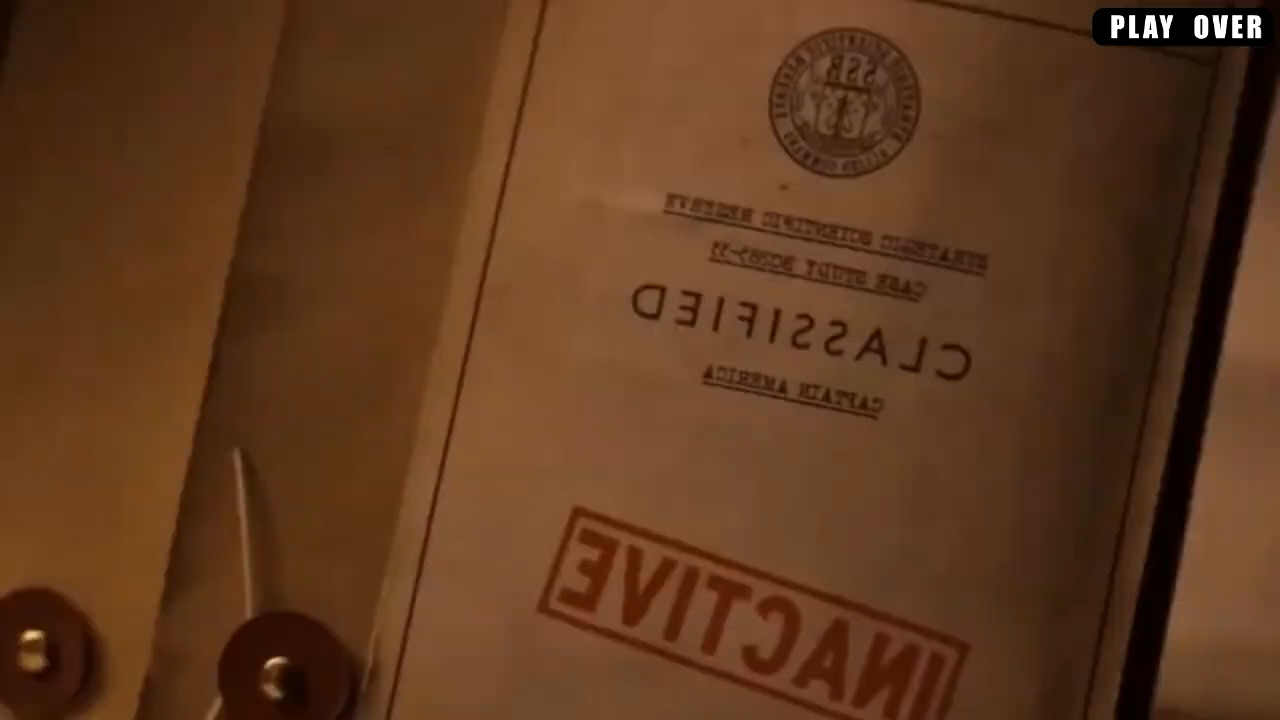 PLAY OVER
SSR
STRATEGIC SCIENTIFIC RESERVE
CASE STUDY
CLASSIFIED
CAPTAIN AMERICA
INACTIVE